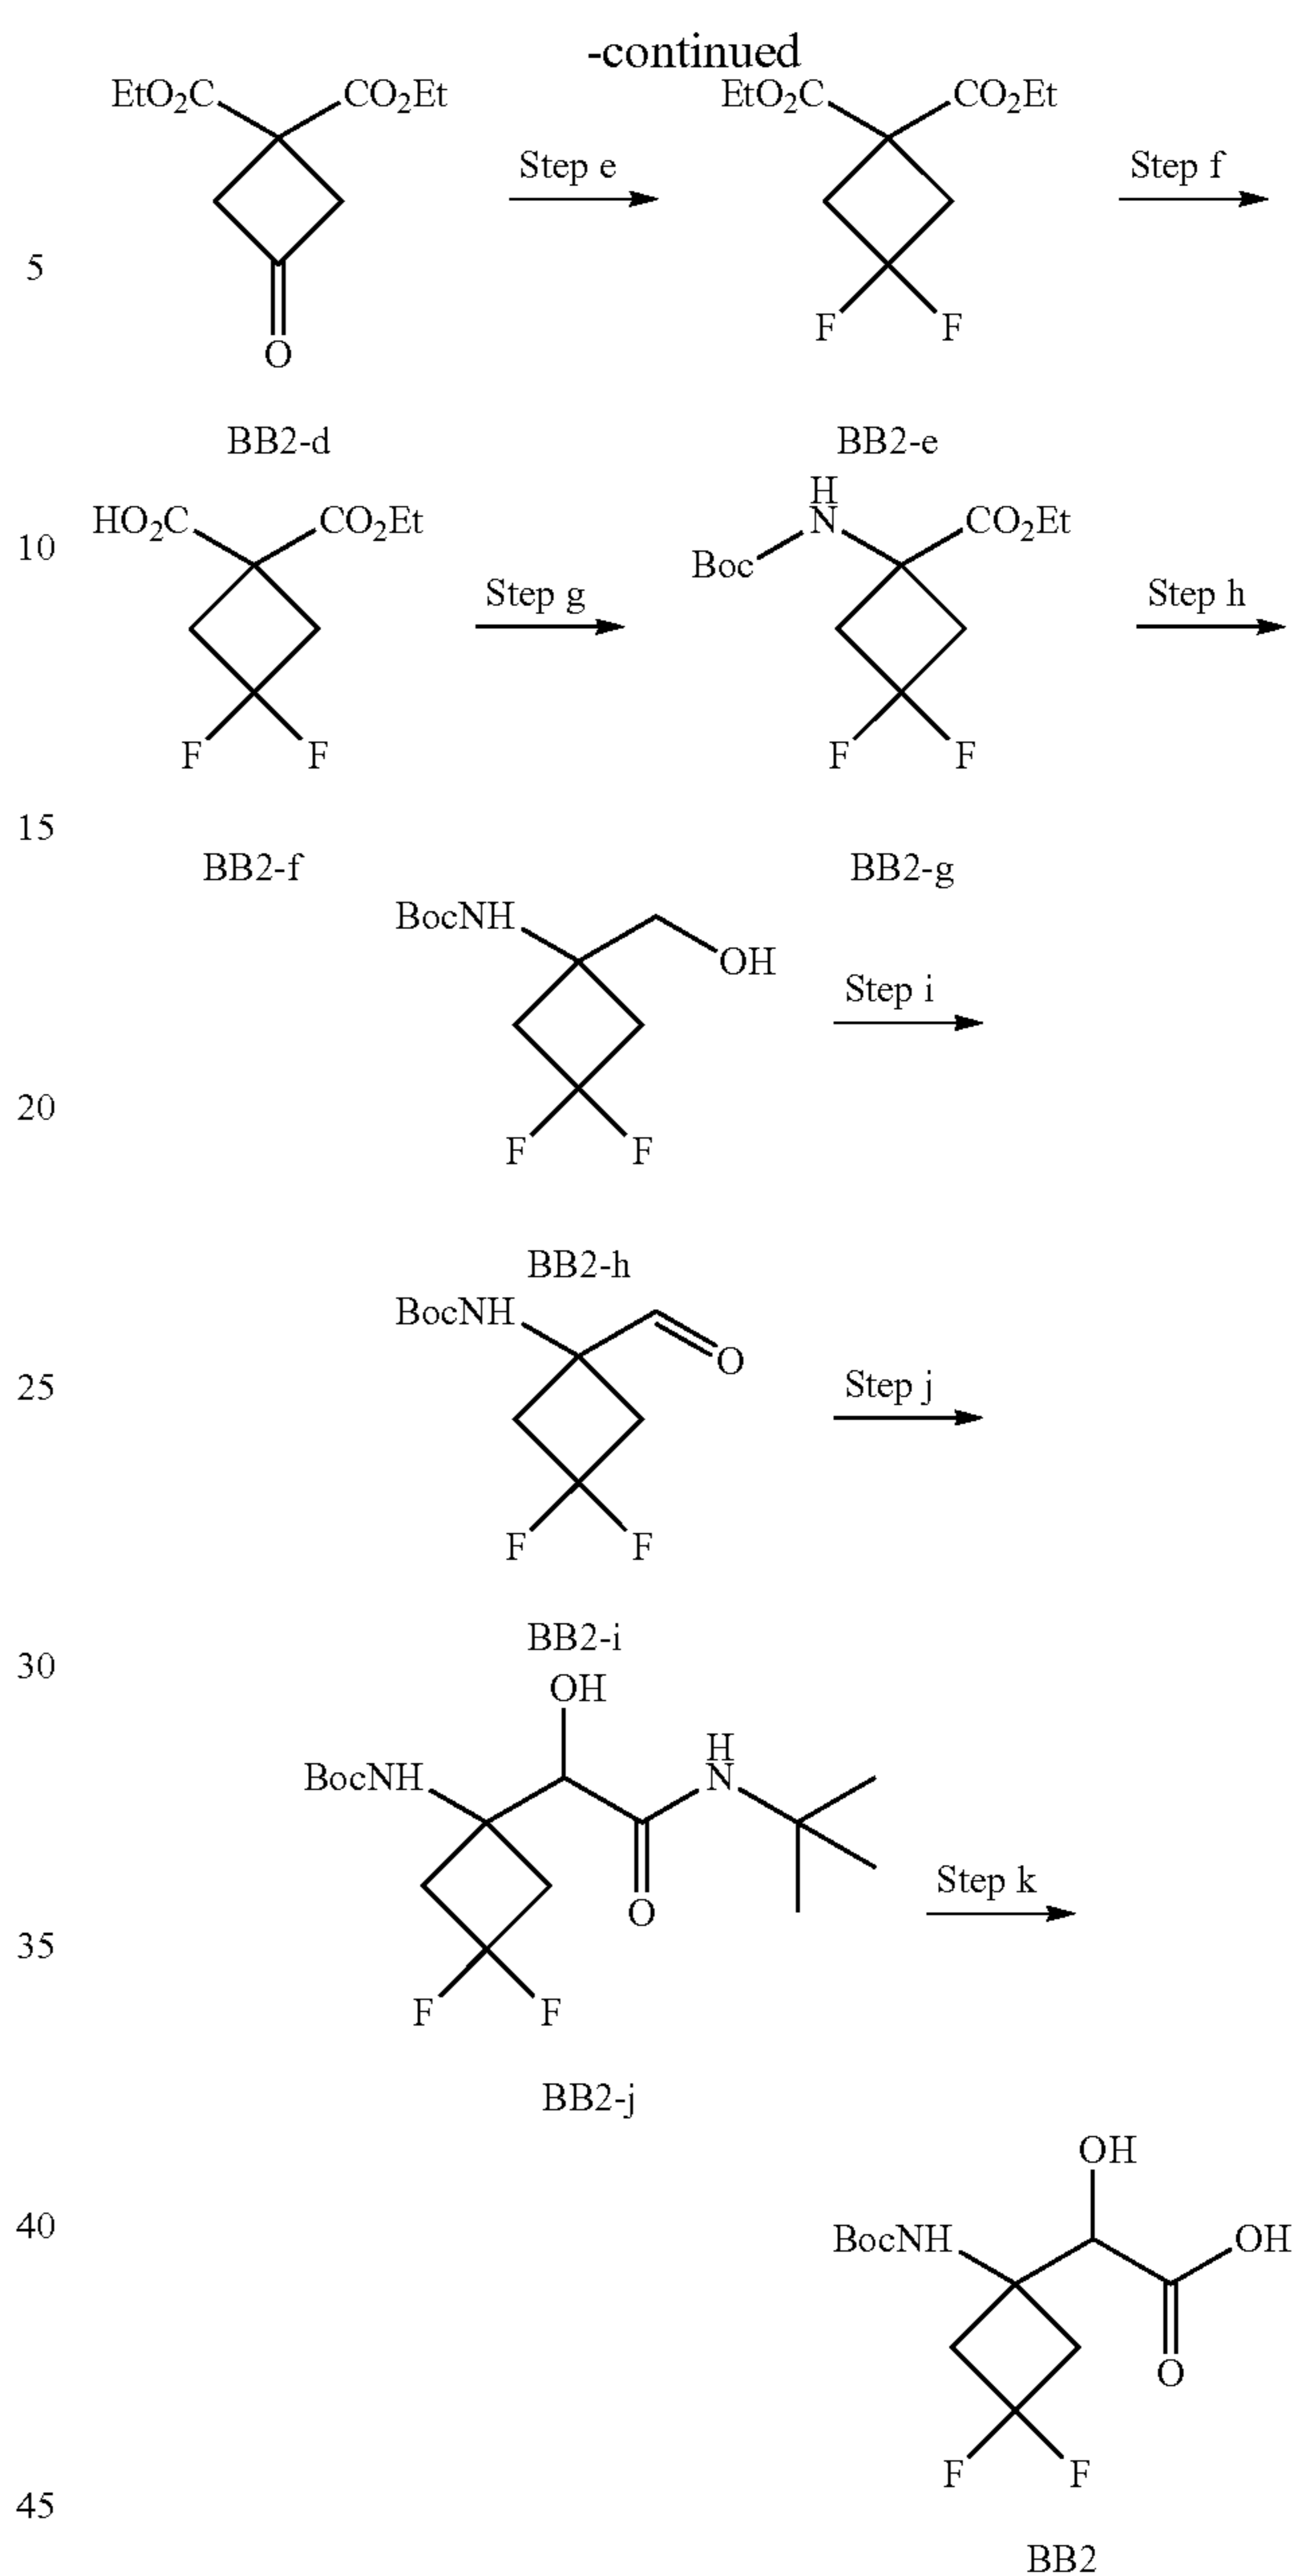 -continued
EtO₂C CO₂Et EtO₂C CO₂Et
Step e Step f
5
O F F
BB2-d BB2-e
HO₂C CO₂Et H
N CO₂Et
10 Boc
Step g Step h
F F F F
15
BB2-f BB2-g
BocNH
OH
Step i
20
F F
BB2-h
BocNH
O
25 Step j
F F
BB2-i
30
OH
H
BocNH N
O Step k
35
F F
BB2-j
OH
40
BocNH OH
O
F F
45
BB2